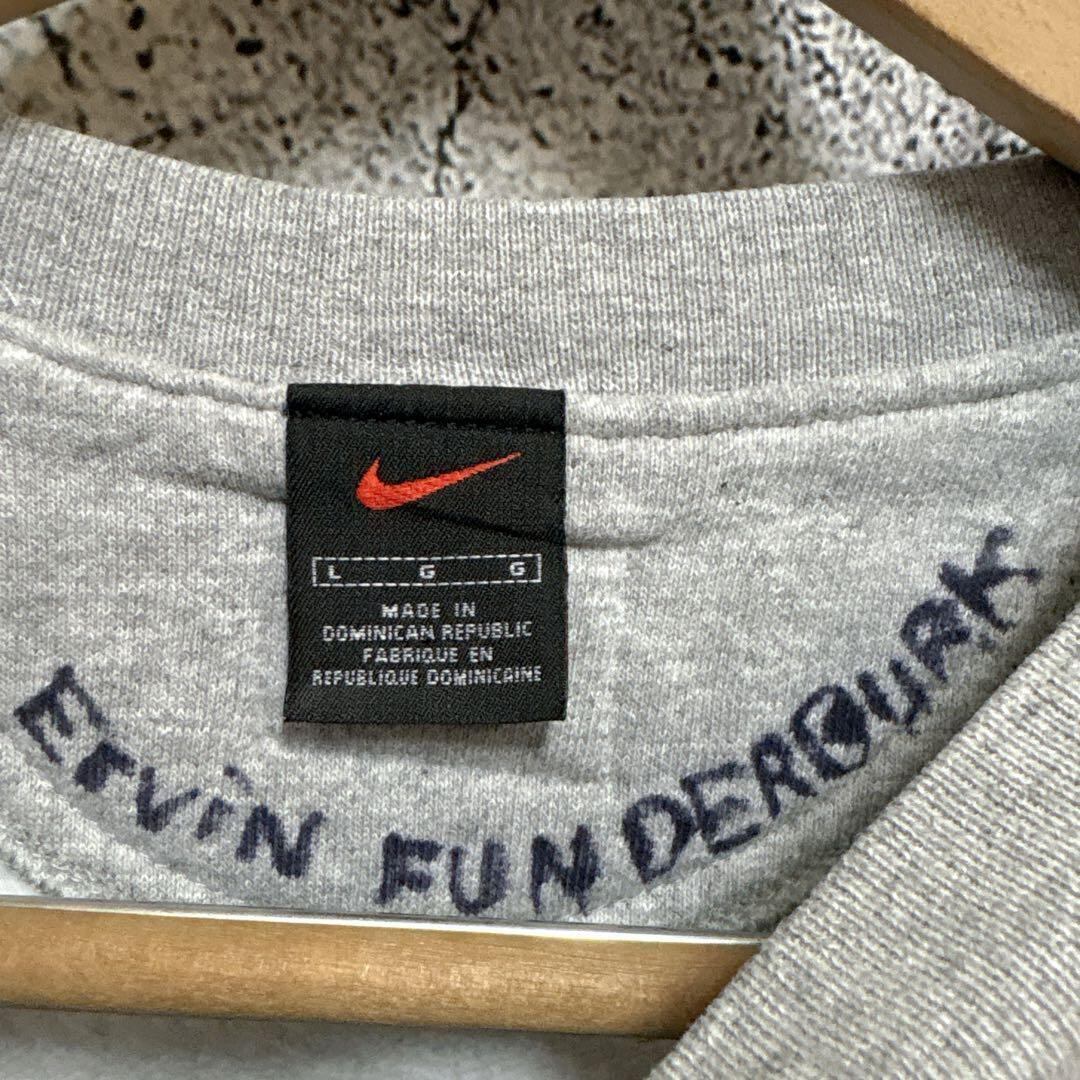 L G G
MADE IN
DOMINICAN REPUBLIC
FABRIQUE EN
REPUBLIQUE DOMINICAINE
ErviN FUNDERBURK